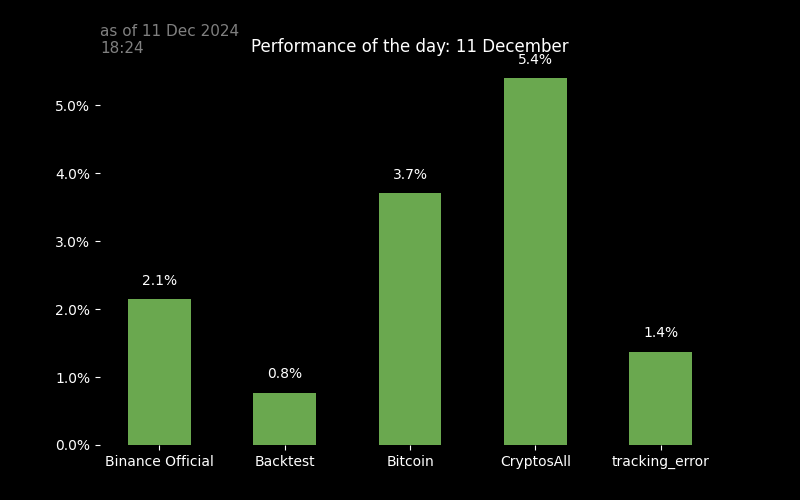 as of 11 Dec 2024
18:24
Performance of the day: 11 December
5.4%
5.0%
4.0%
3.7%
3.0%
2.1%
2.0%
1.4%
1.0%
0.8%
0.0%
Binance Official
Backtest
Bitcoin
CryptosAll
tracking_error